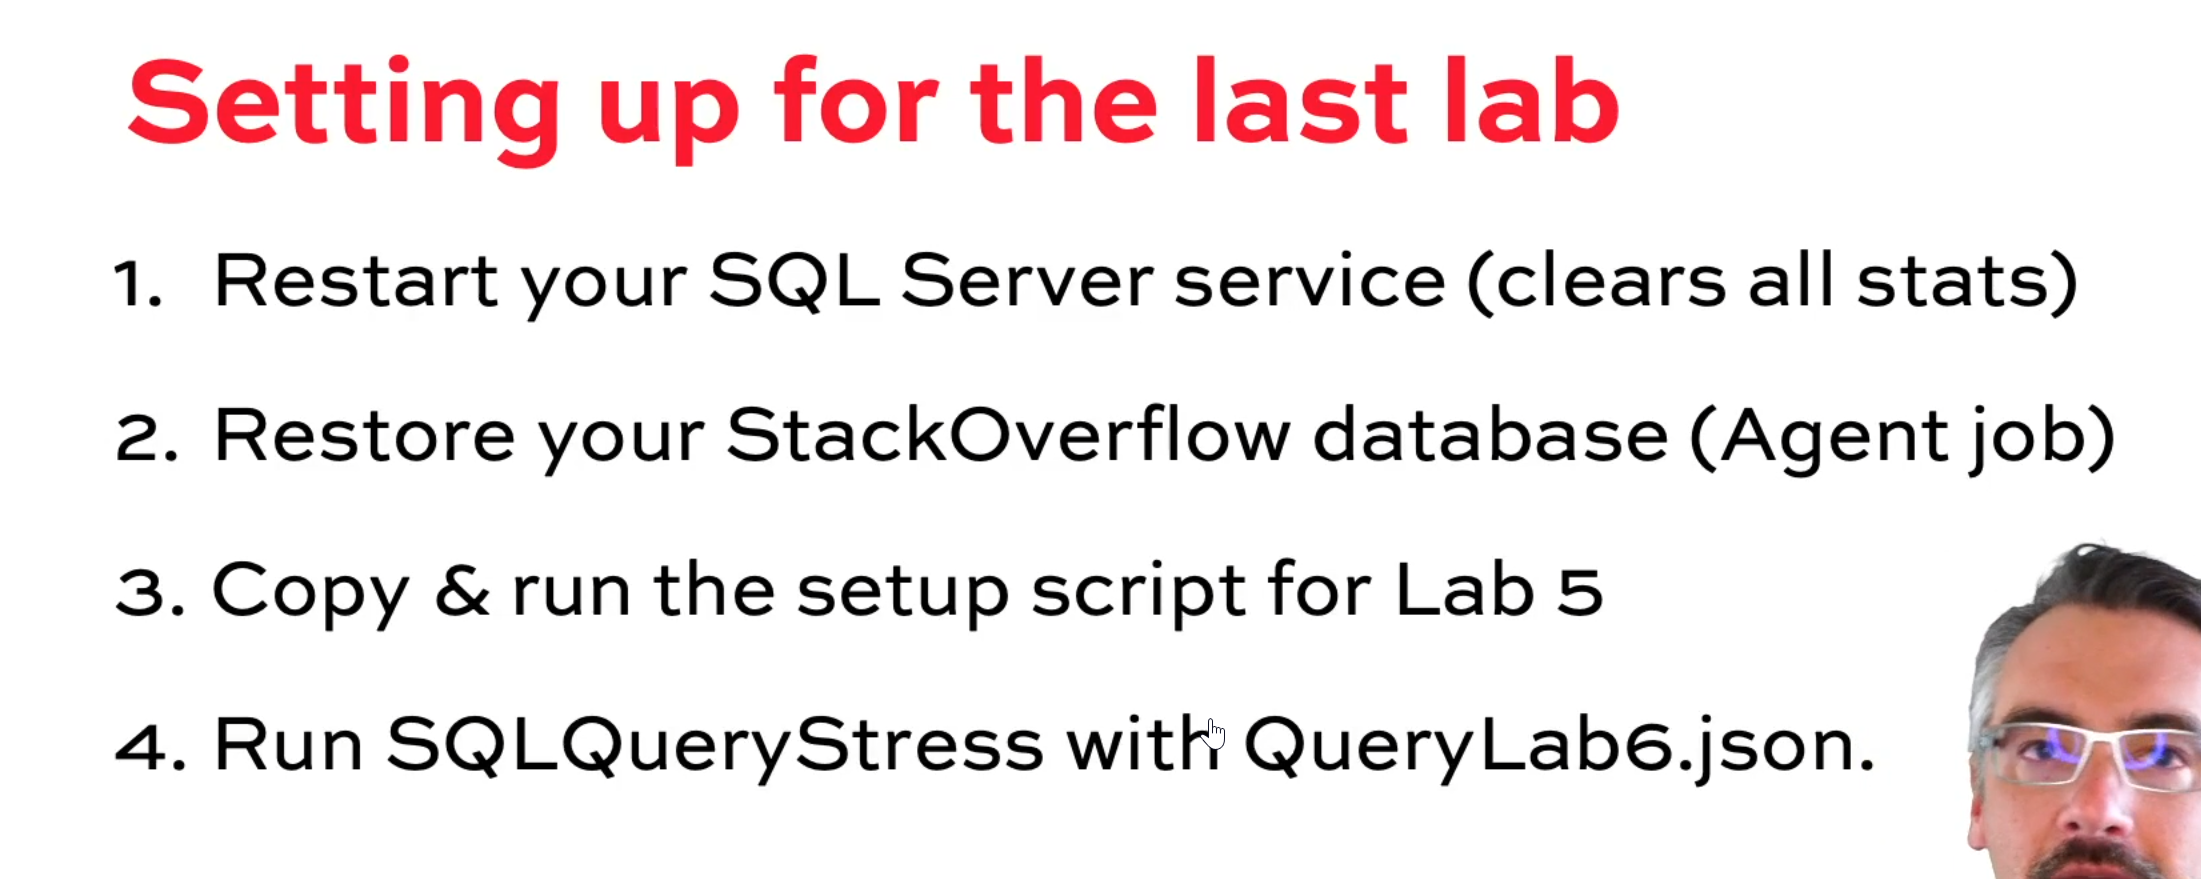 Setting up for the last lab
1. Restart your SQL Server service (clears all stats)
2. Restore your StackOverflow database (Agent job)
3. Copy & run the setup script for Lab 5
4. Run SQLQueryStress with QueryLab6.json.